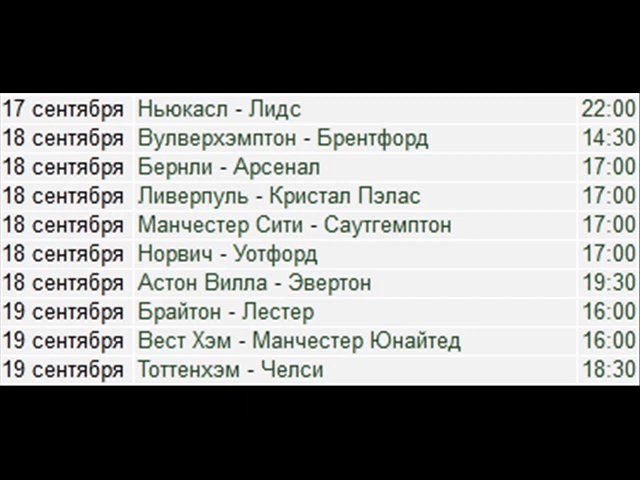 17 сентября Ньюкасл - Лидс 22:00
18 сентября Вулверхэмптон - Брентфорд 14:30
18 сентября Бернли - Арсенал 17:00
18 сентября Ливерпуль - Кристал Пэлас 17:00
18 сентября Манчестер Сити - Саутгемптон 17:00
18 сентября Норвич - Уотфорд 17:00
18 сентября Астон Вилла - Эвертон 19:30
19 сентября Брайтон - Лестер 16:00
19 сентября Вест Хэм - Манчестер Юнайтед 16:00
19 сентября Тоттенхэм - Челси 18:30